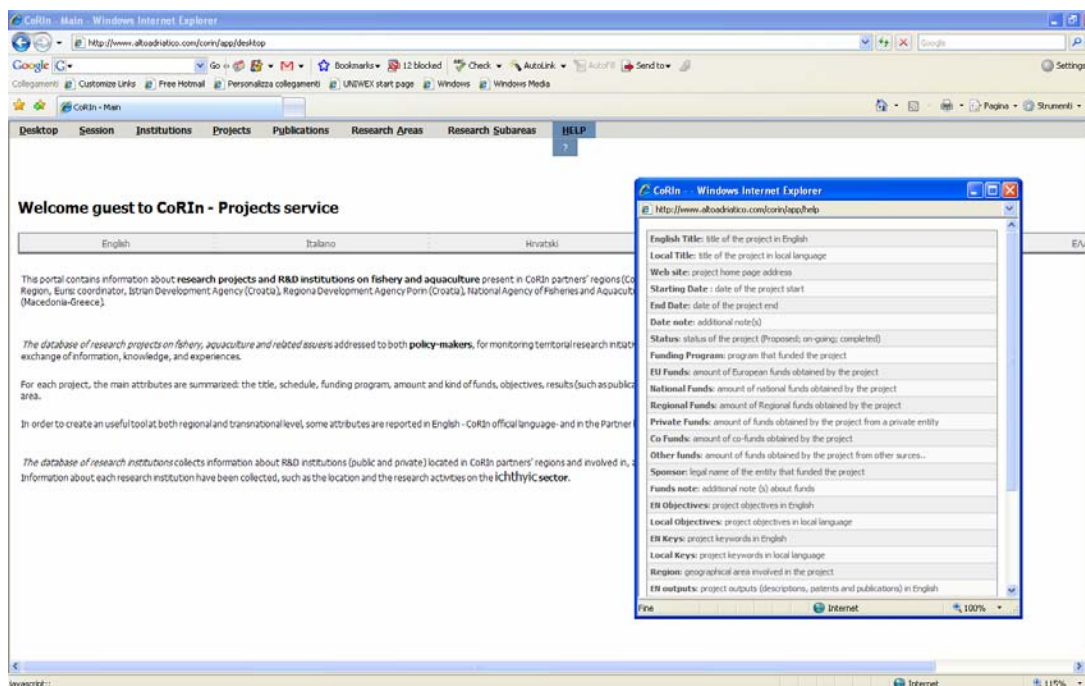 CoRIn - Main - Windows Internet Explorer
http://www.altoadriatico.com/corin/app/desktop
Google
Google G
Go
Bookmarks
12 blocked
Check
AutoLink
AutoFill
Send to
Settings
Collegamenti
Customize Links
Free Hotmail
Personalizza collegamenti
UNIWEX start page
Windows
Windows Media
CoRIn - Main
Pagina
Strumenti
Desktop Session Institutions Projects Publications Research Areas Research Subareas HELP
?
Welcome guest to CoRIn - Projects service
English Italiano Hrvatski
This portal contains information about research projects and R&D institutions on fishery and aquaculture present in CoRIn partners' regions (Co
Region, Eurisc coordinator, Istrian Development Agency (Croatia), Regiona Development Agency Porin (Croatia), National Agency of Fisheries and Aquacultu
(Macedonia-Greece).
The database of research projects on fishery, aquaculture and related issues is addressed to both policy-makers, for monitoring territorial research initiati
exchange of information, knowledge, and experiences.
For each project, the main attributes are summarized: the title, schedule, funding program, amount and kind of funds, objectives, results (such as publica
area.
In order to create an useful tool at both regional and transnational level, some attributes are reported in English - CoRIn official language- and in the Partner
The database of research institutions collects information about R&D institutions (public and private) located in CoRIn partners' regions and involved in, a
Information about each research institution have been collected, such as the location and the research activities on the ichthyic sector.
CoRIn - - Windows Internet Explorer
http://www.altoadriatico.com/corin/app/help
English Title: title of the project in English
Local Title: title of the project in local language
Web site: project home page address
Starting Date : date of the project start
End Date: date of the project end
Date note: additional note(s)
Status: status of the project (Proposed; on-going; completed)
Funding Program: program that funded the project
EU Funds: amount of European funds obtained by the project
National Funds: amount of national funds obtained by the project
Regional Funds: amount of Regional funds obtained by the project
Private Funds: amount of funds obtained by the project from a private entity
Co Funds: amount of co-funds obtained by the project
Other funds: amount of funds obtained by the project from other surces..
Sponsor: legal name of the entity that funded the project
Funds note: additional note (s) about funds
EN Objectives: project objectives in English
Local Objectives: project objectives in local language
EN Keys: project keywords in English
Local Keys: project keywords in local language
Region: geographical area involved in the project
EN outputs: project outputs (descriptions, patents and publications) in English
Fine Internet 100%
javascript:; Internet 115%